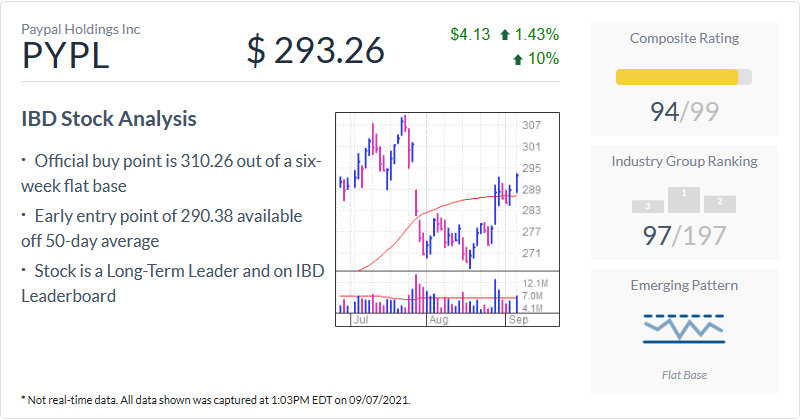 Paypal Holdings Inc
PYPL
$ 293.26
$4.13 1.43%
10%
IBD Stock Analysis
· Official buy point is 310.26 out of a six-
week flat base
· Early entry point of 290.38 available
off 50-day average
· Stock is a Long-Term Leader and on IBD
Leaderboard
307
301
295
289
283
277
271
12.1M
7.0M
4.1M
Jul Aug Sep
Composite Rating
94/99
Industry Group Ranking
3 1 2
97/197
Emerging Pattern
Flat Base
* Not real-time data. All data shown was captured at 1:03PM EDT on 09/07/2021.